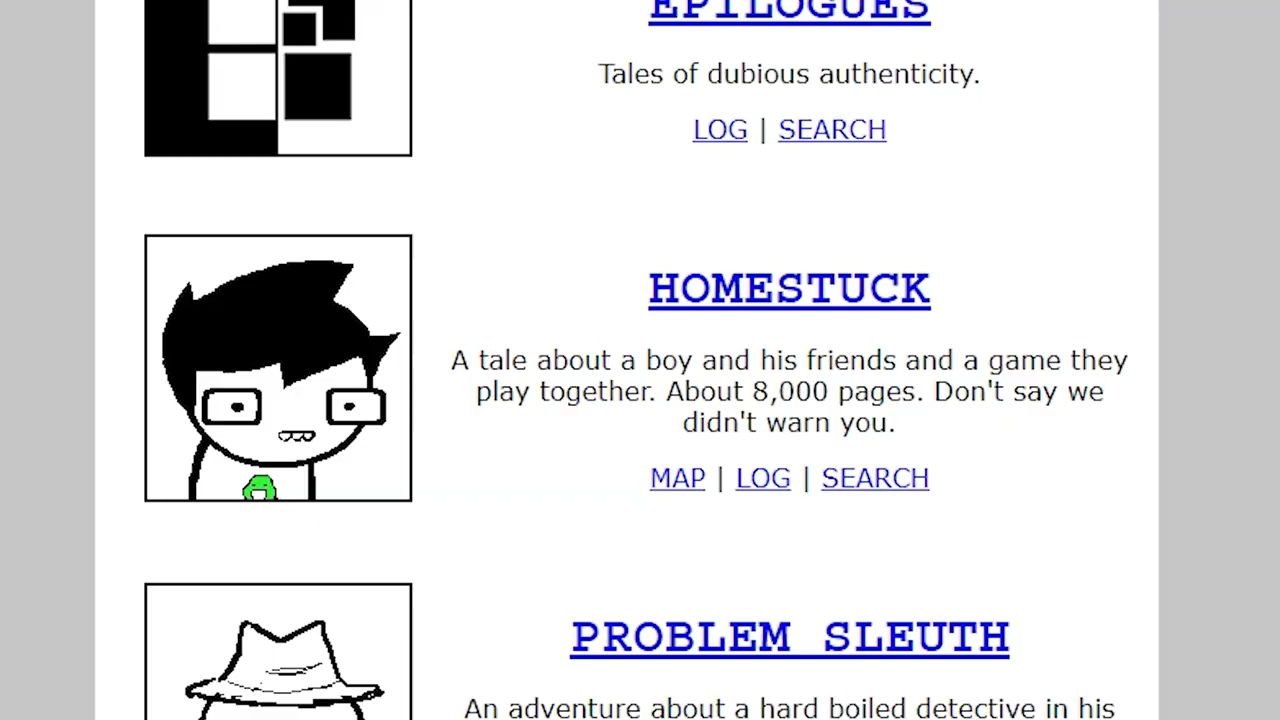 EPILOGUES
Tales of dubious authenticity.
LOG | SEARCH
HOMESTUCK
A tale about a boy and his friends and a game they
play together. About 8,000 pages. Don't say we
didn't warn you.
MAP | LOG | SEARCH
PROBLEM SLEUTH
An adventure about a hard boiled detective in his